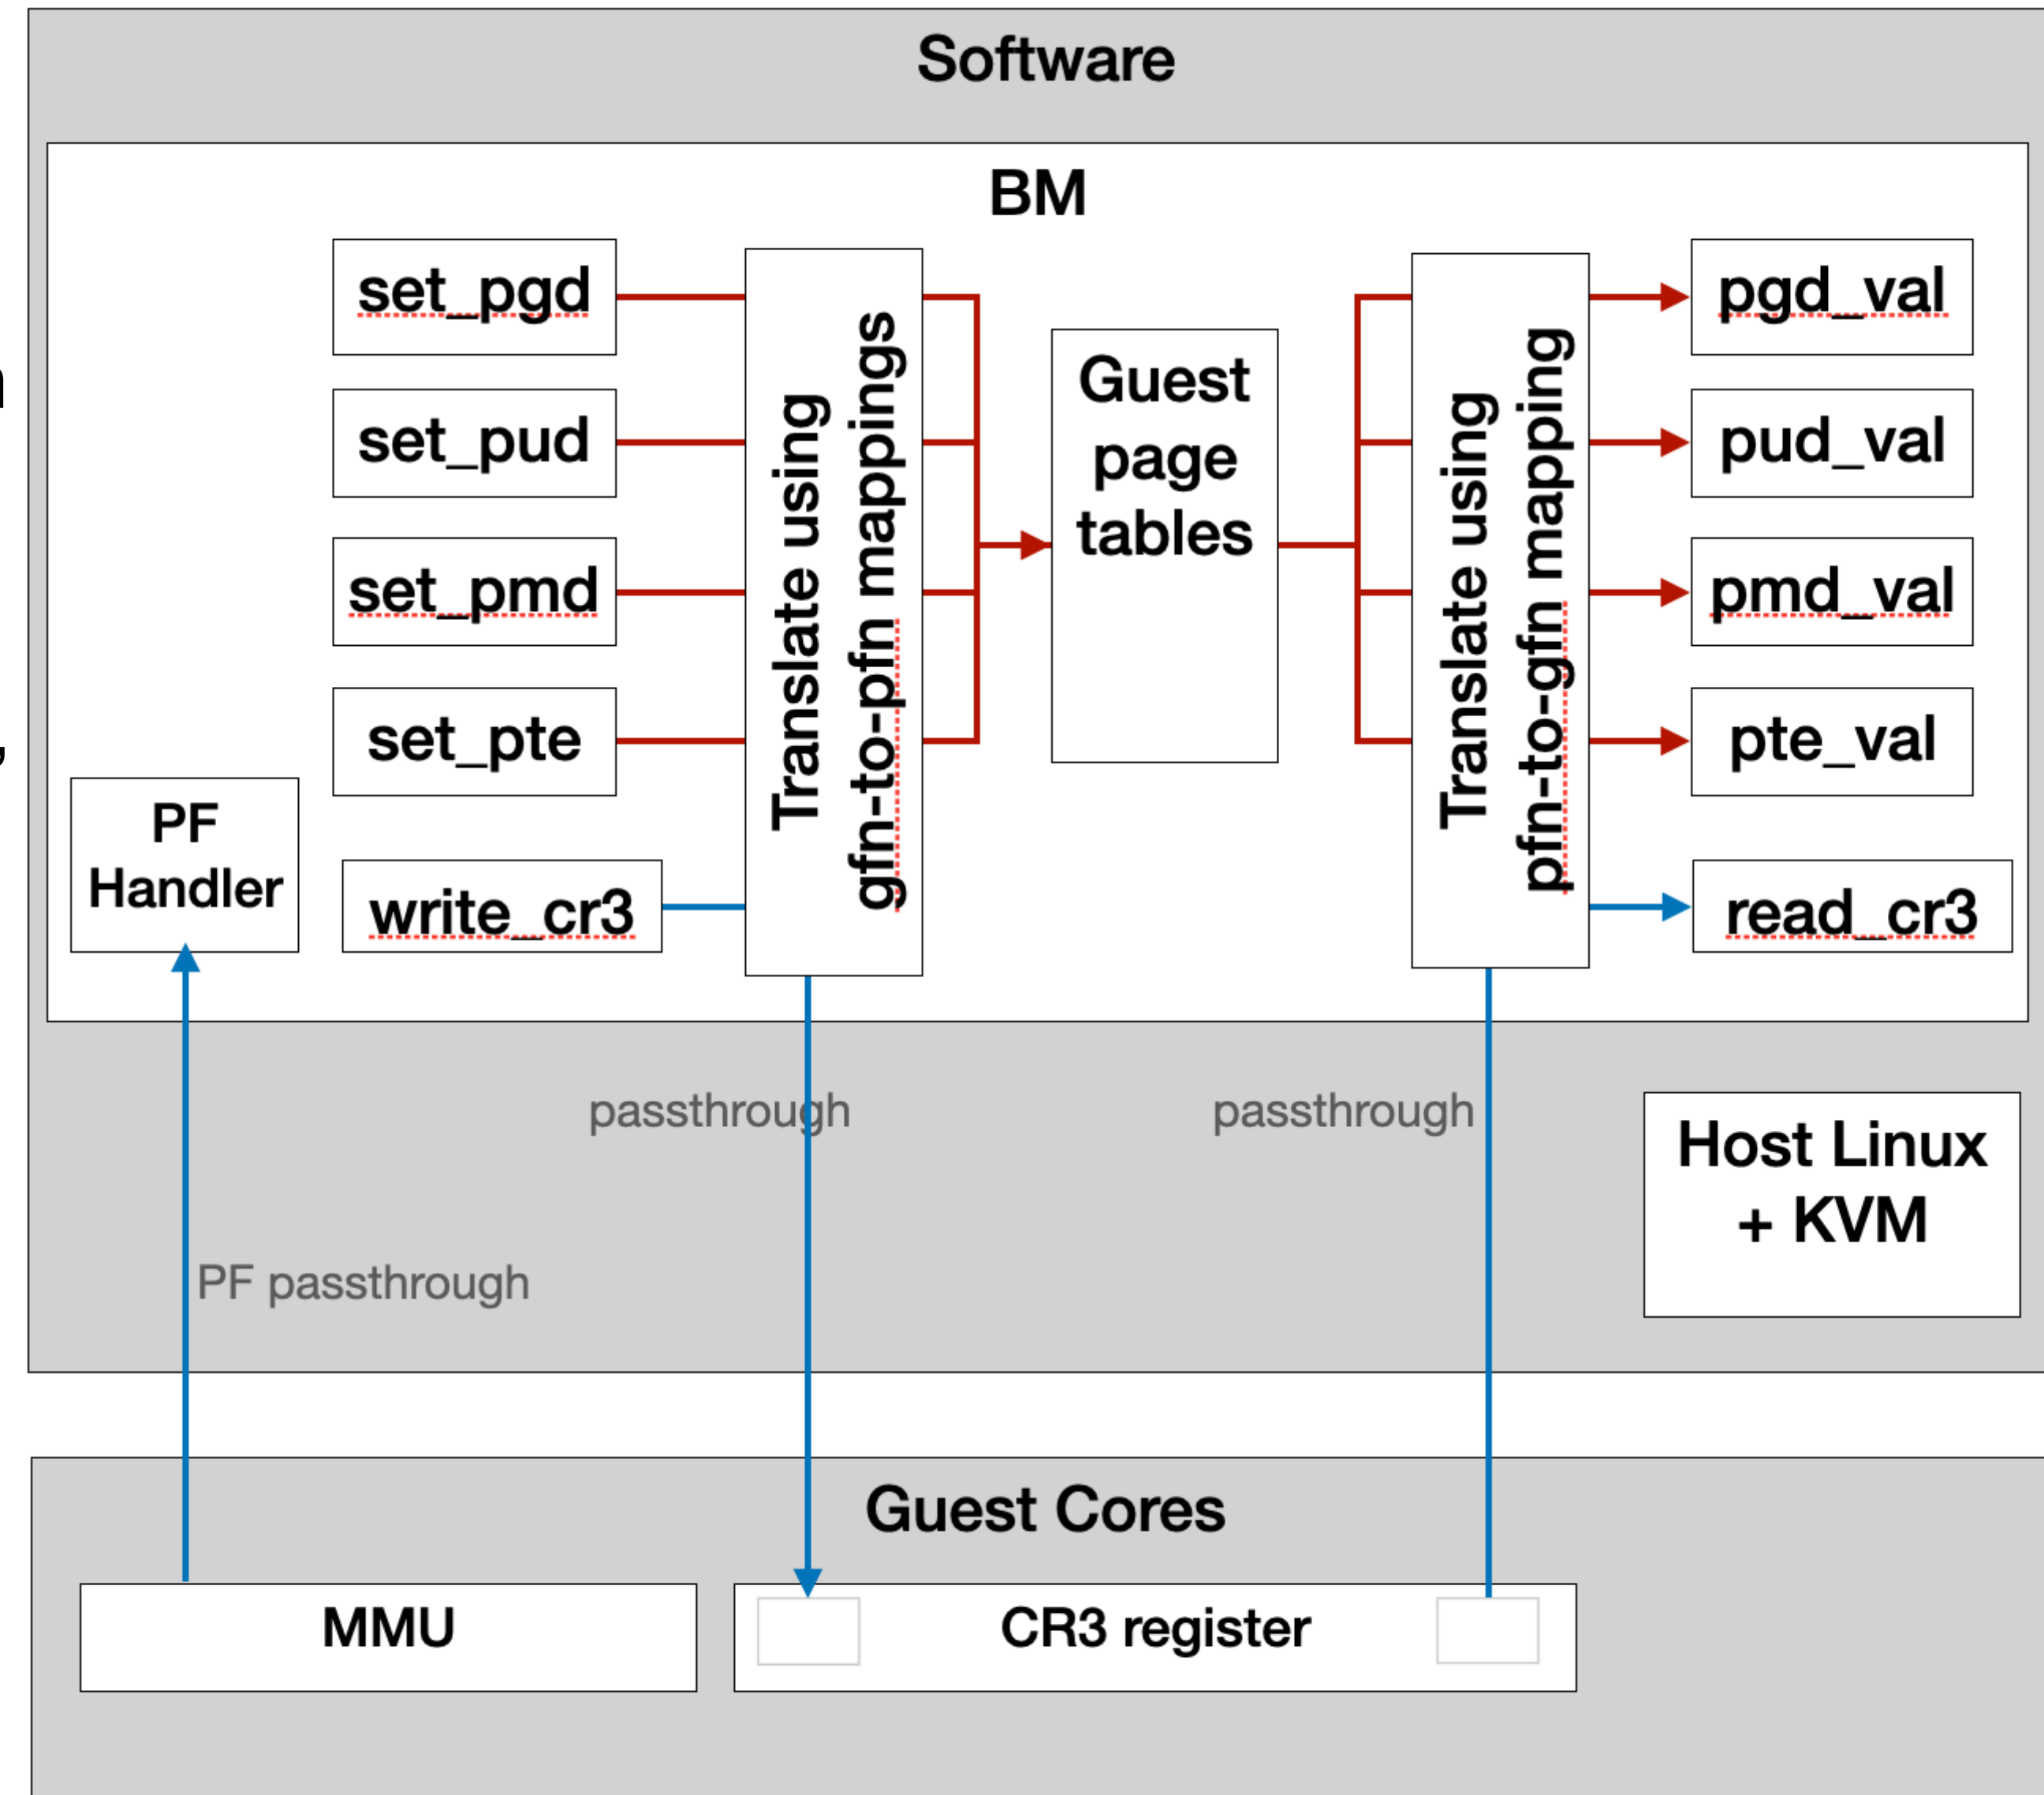 Software
BM
set_pgd
set_pud
set_pmd
set_pte
PF
Handler
write_cr3
Translate using
gfn-to-pfn mappings
Guest
page
tables
Translate using
pfn-to-gfn mapping
pgd_val
pud_val
pmd_val
pte_val
read_cr3
passthrough
passthrough
PF passthrough
Host Linux
+ KVM
Guest Cores
MMU
CR3 register